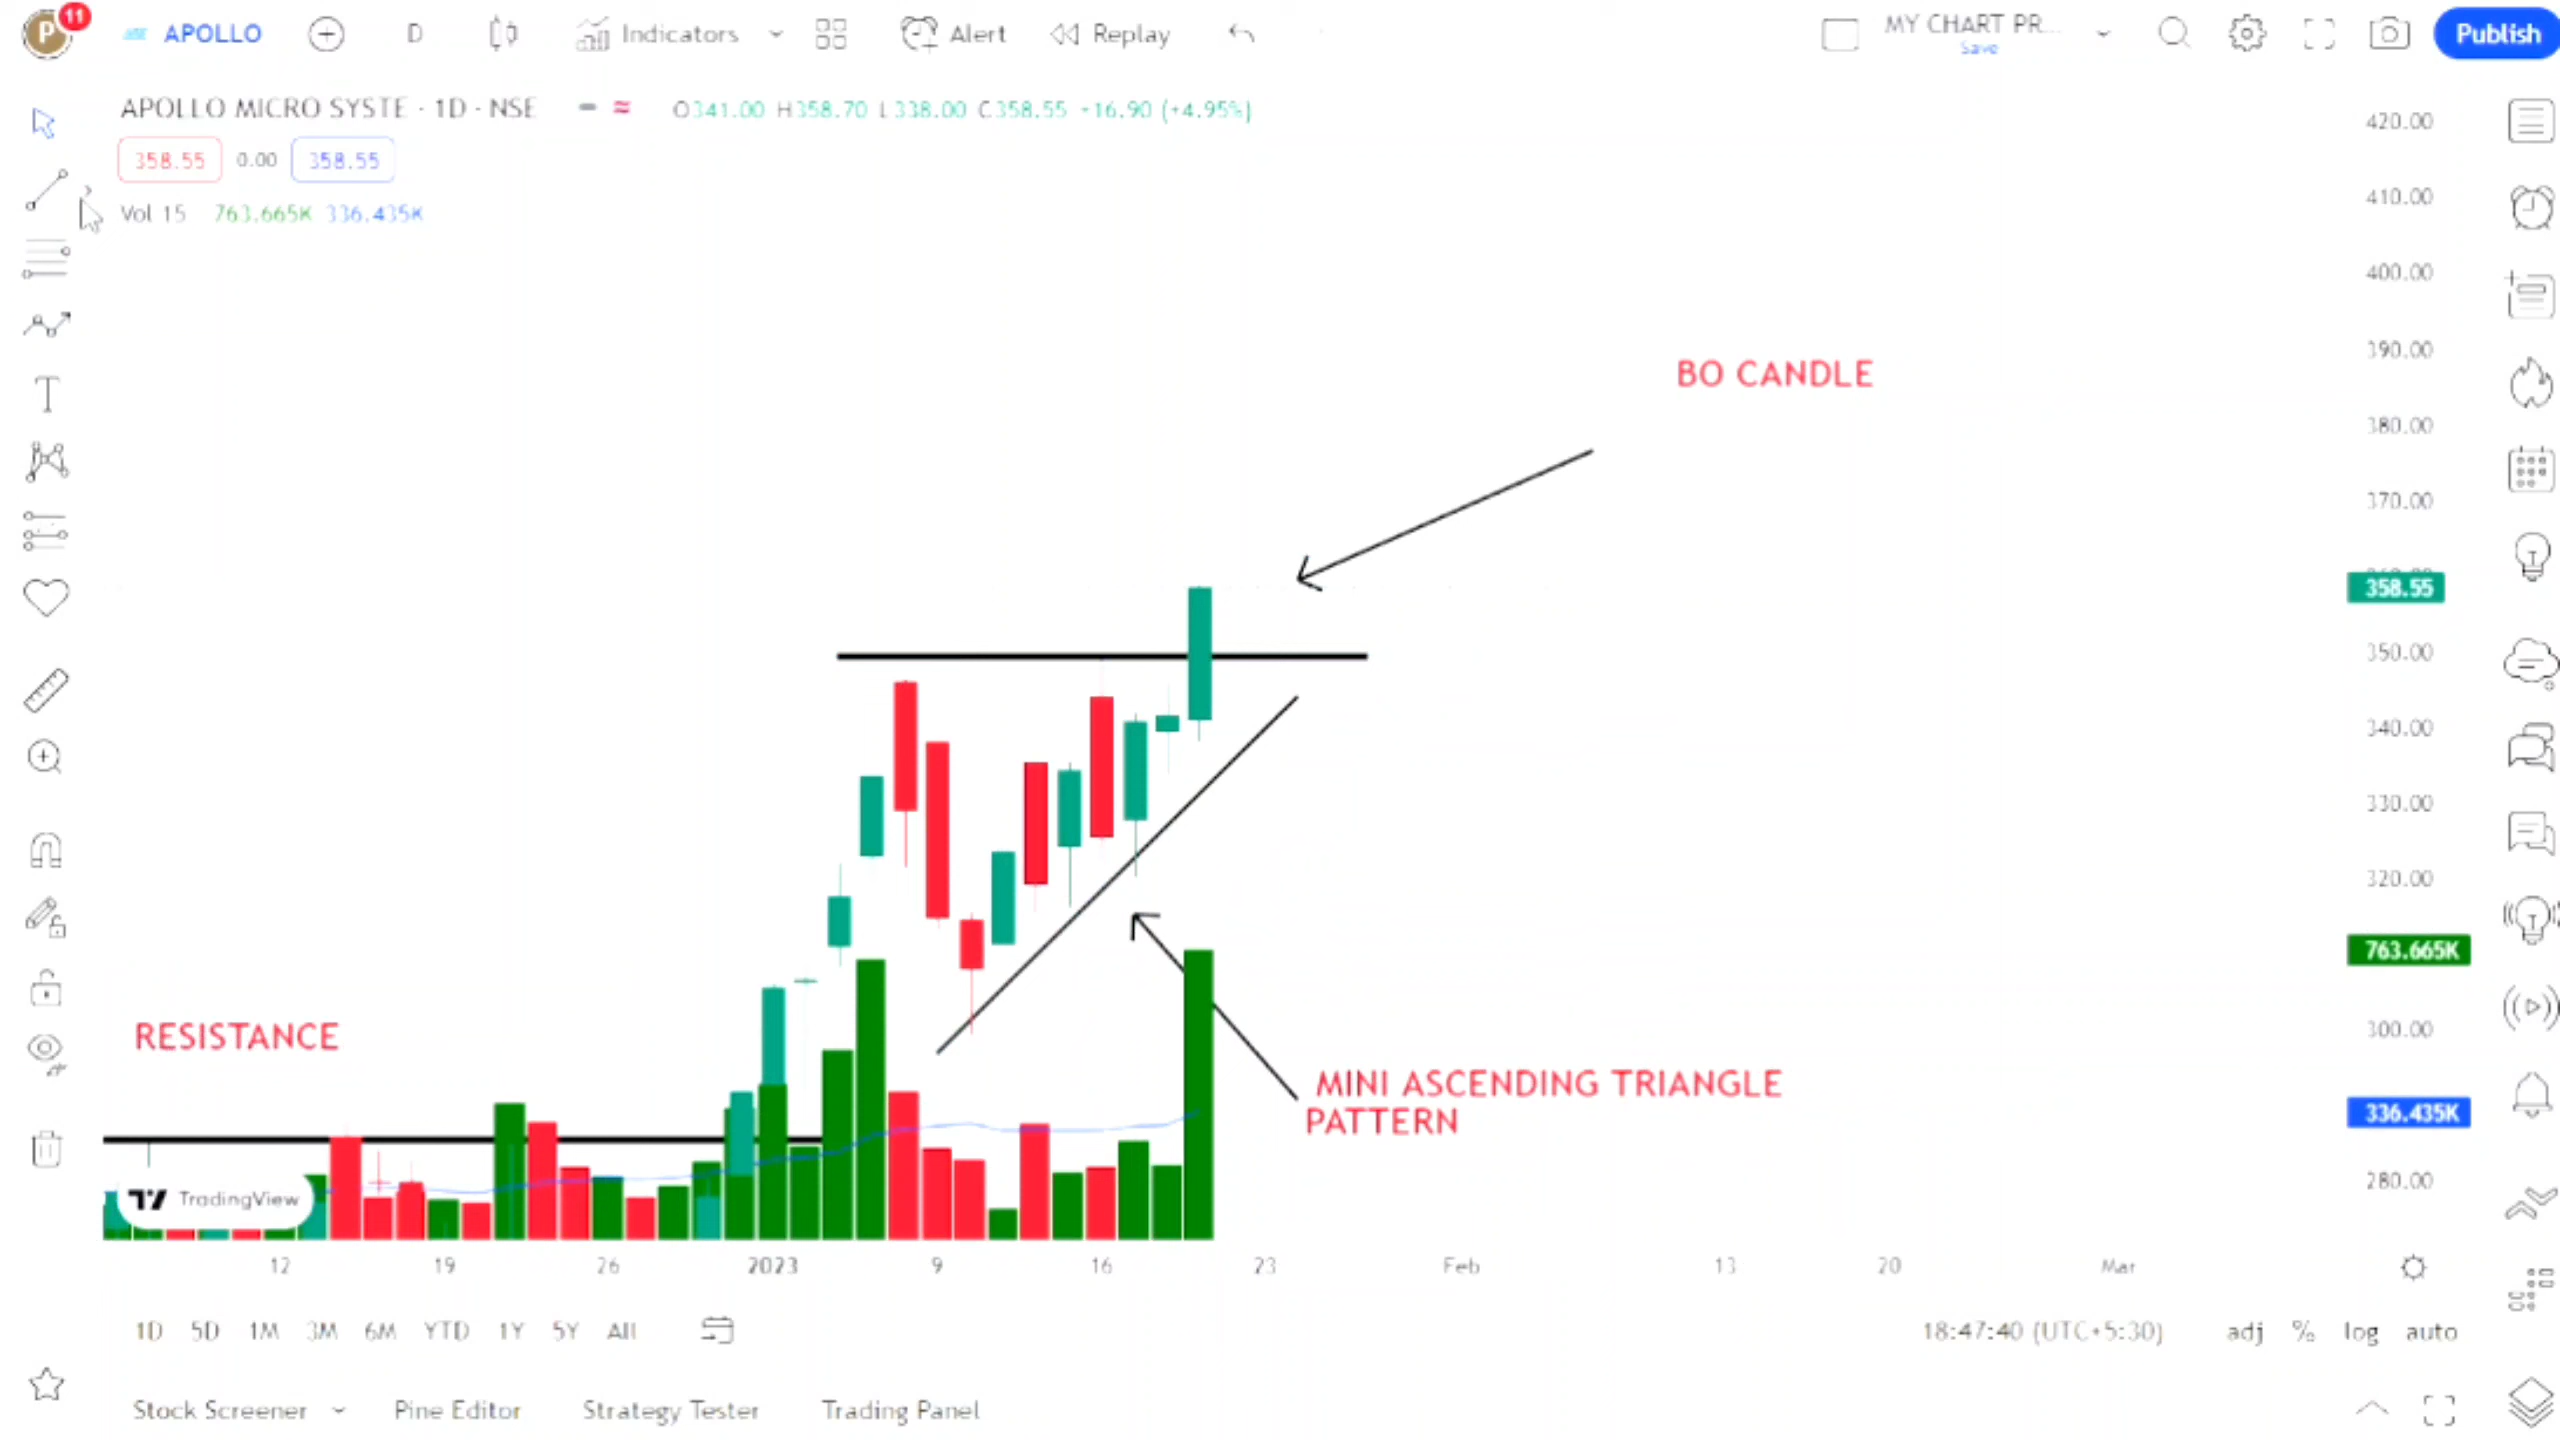 P 11 APOLLO D Indicators Alert Replay MY CHART PR... Publish
Save
APOLLO MICRO SYSTE · 1D · NSE O341.00 H358.70 L338.00 C358.55 +16.90 (+4.95%)
358.55 0.00 358.55
Vol 15 763.665K 336.435K
420.00
410.00
400.00
390.00
BO CANDLE
380.00
370.00
358.55
350.00
340.00
330.00
320.00
763.665K
300.00
RESISTANCE
MINI ASCENDING TRIANGLE
PATTERN
336.435K
280.00
TradingView
12 19 26 2023 9 16 23 Feb 13 20 Mar
1D 5D 1M 3M 6M YTD 1Y 5Y All 18:47:40 (UTC+5:30) adj % log auto
Stock Screener Pine Editor Strategy Tester Trading Panel